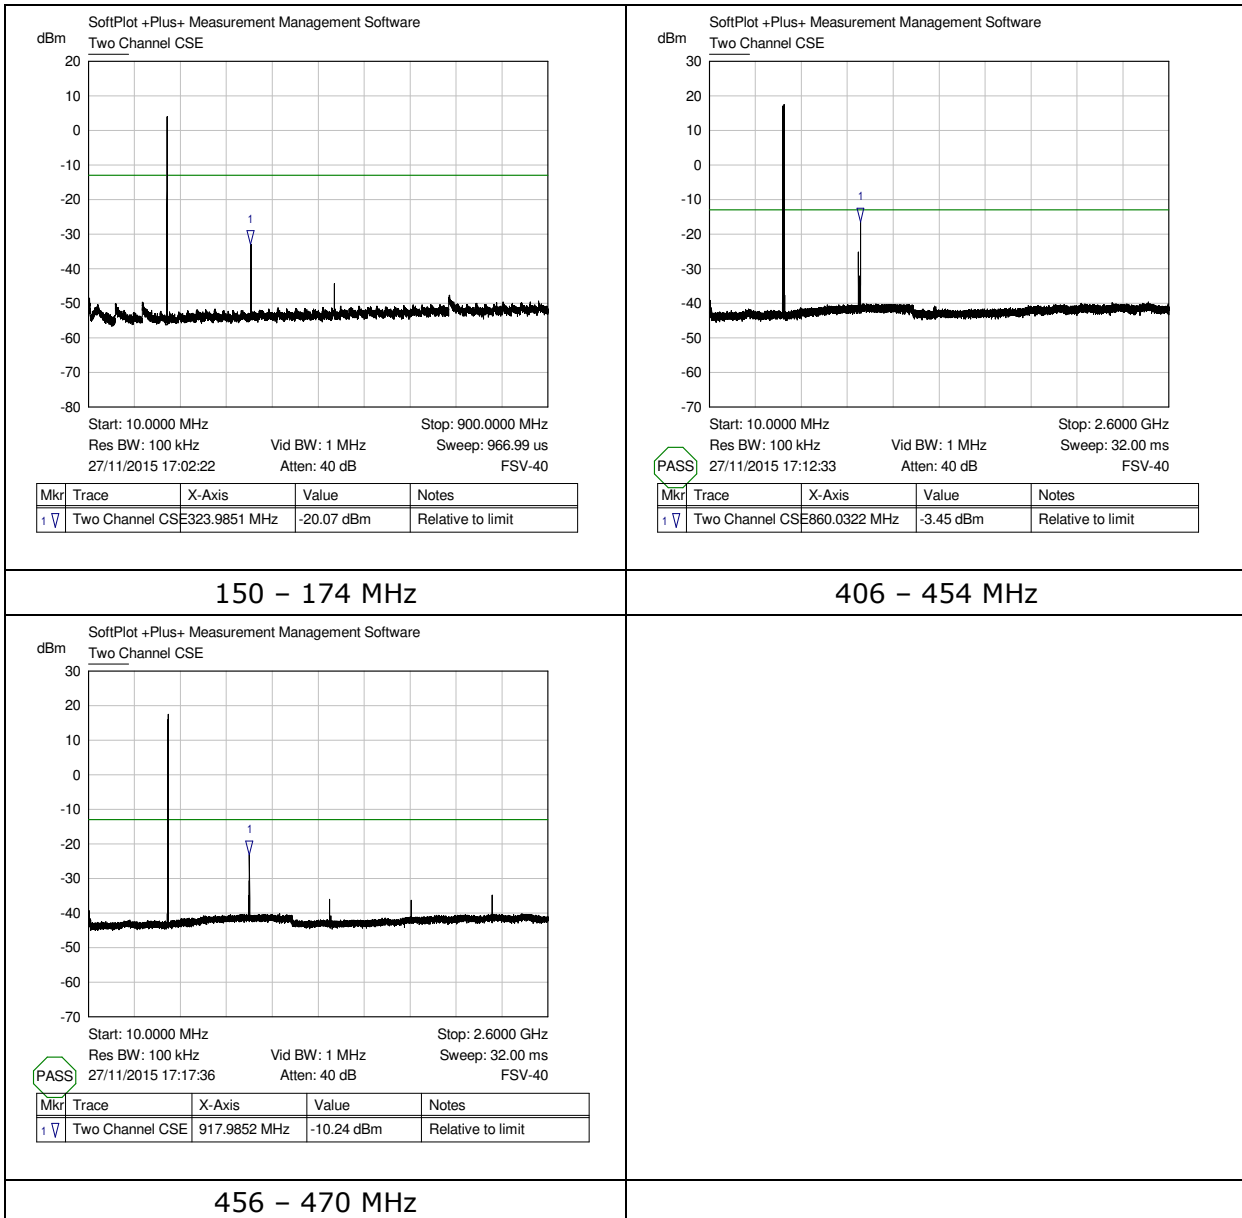 SoftPlot +Plus+ Measurement Management Software
dBm
Two Channel CSE
20
10
0
-10
-20
-30
-40
-50
-60
-70
-80
1
Start: 10.0000 MHz Stop: 900.0000 MHz
Res BW: 100 kHz Vid BW: 1 MHz Sweep: 966.99 us
27/11/2015 17:02:22 Atten: 40 dB FSV-40
Mkr Trace X-Axis Value Notes
1 Two Channel CSE 323.9851 MHz -20.07 dBm Relative to limit
150 – 174 MHz
SoftPlot +Plus+ Measurement Management Software
dBm
Two Channel CSE
30
20
10
0
-10
-20
-30
-40
-50
-60
-70
1
Start: 10.0000 MHz Stop: 2.6000 GHz
Res BW: 100 kHz Vid BW: 1 MHz Sweep: 32.00 ms
PASS 27/11/2015 17:12:33 Atten: 40 dB FSV-40
Mkr Trace X-Axis Value Notes
1 Two Channel CSE 860.0322 MHz -3.45 dBm Relative to limit
406 – 454 MHz
SoftPlot +Plus+ Measurement Management Software
dBm
Two Channel CSE
30
20
10
0
-10
-20
-30
-40
-50
-60
-70
1
Start: 10.0000 MHz Stop: 2.6000 GHz
Res BW: 100 kHz Vid BW: 1 MHz Sweep: 32.00 ms
PASS 27/11/2015 17:17:36 Atten: 40 dB FSV-40
Mkr Trace X-Axis Value Notes
1 Two Channel CSE 917.9852 MHz -10.24 dBm Relative to limit
456 – 470 MHz